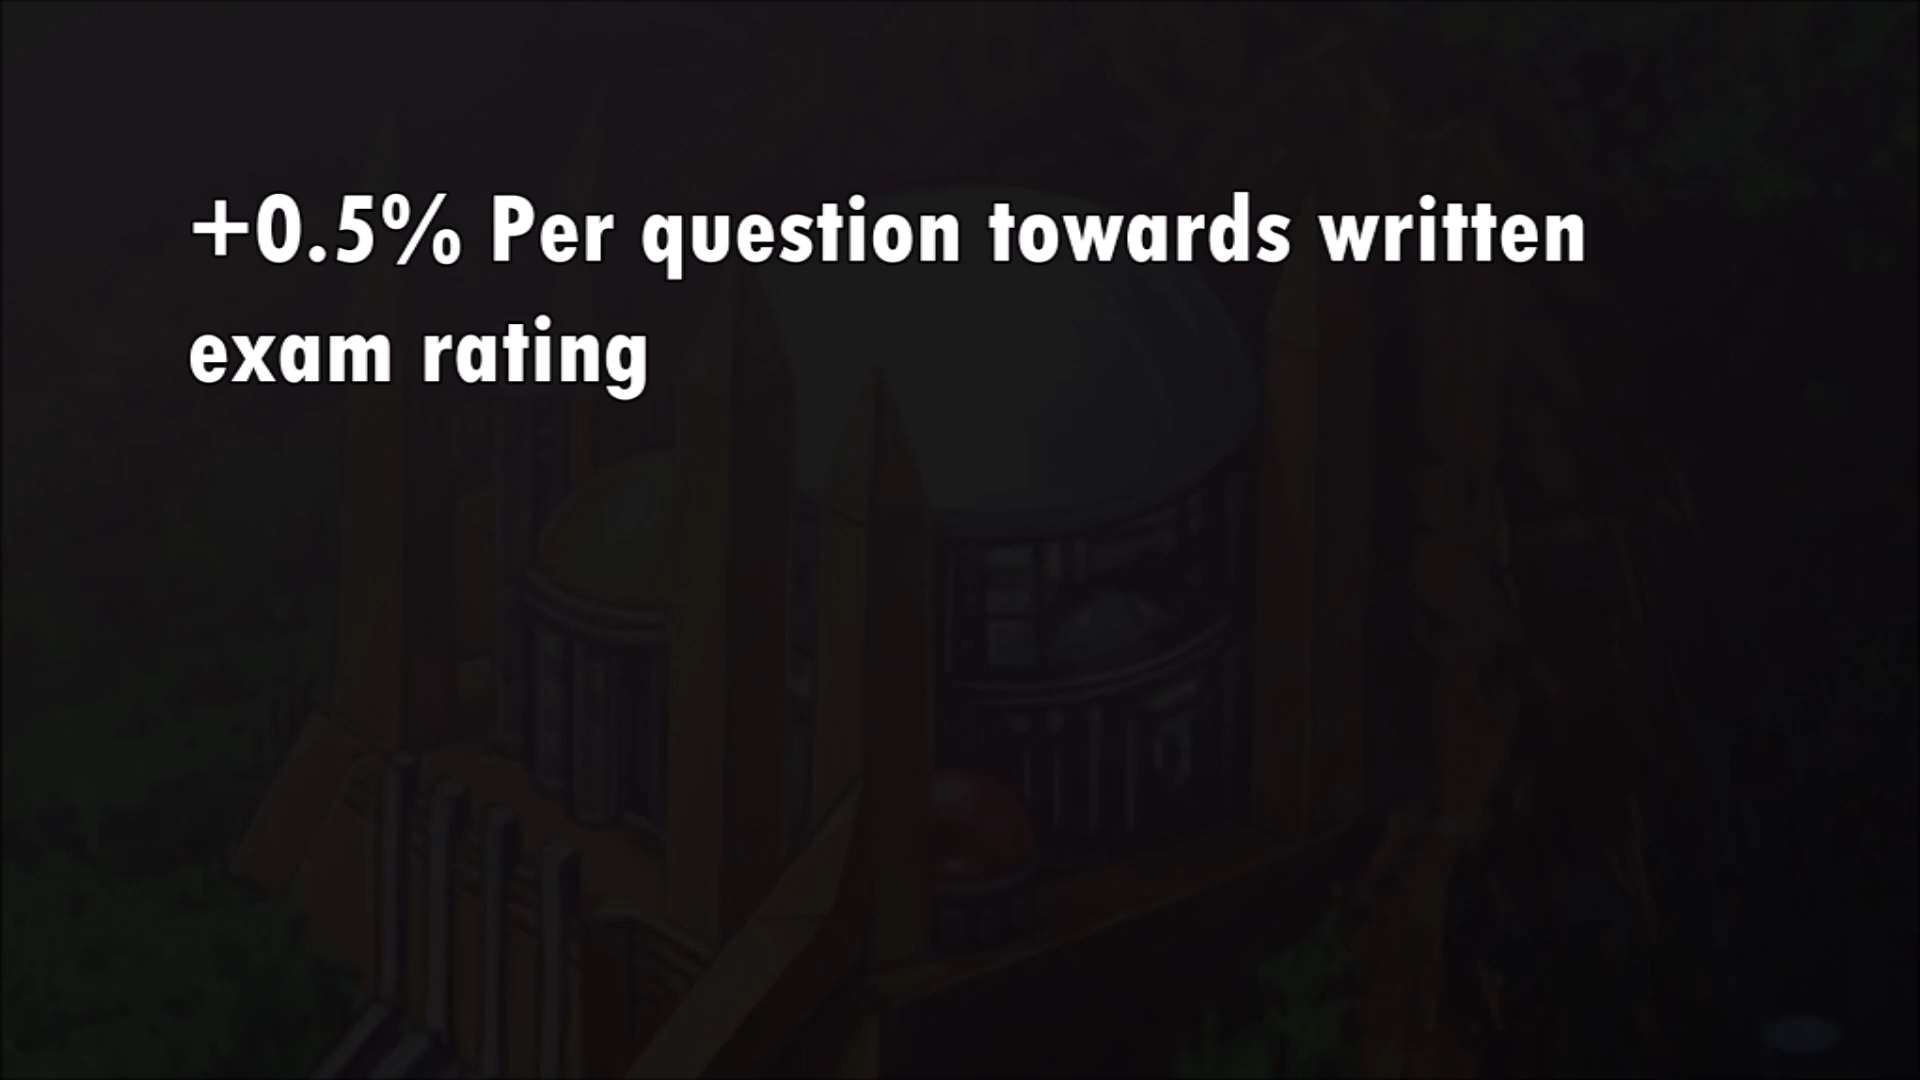 +0.5% Per question towards written
exam rating